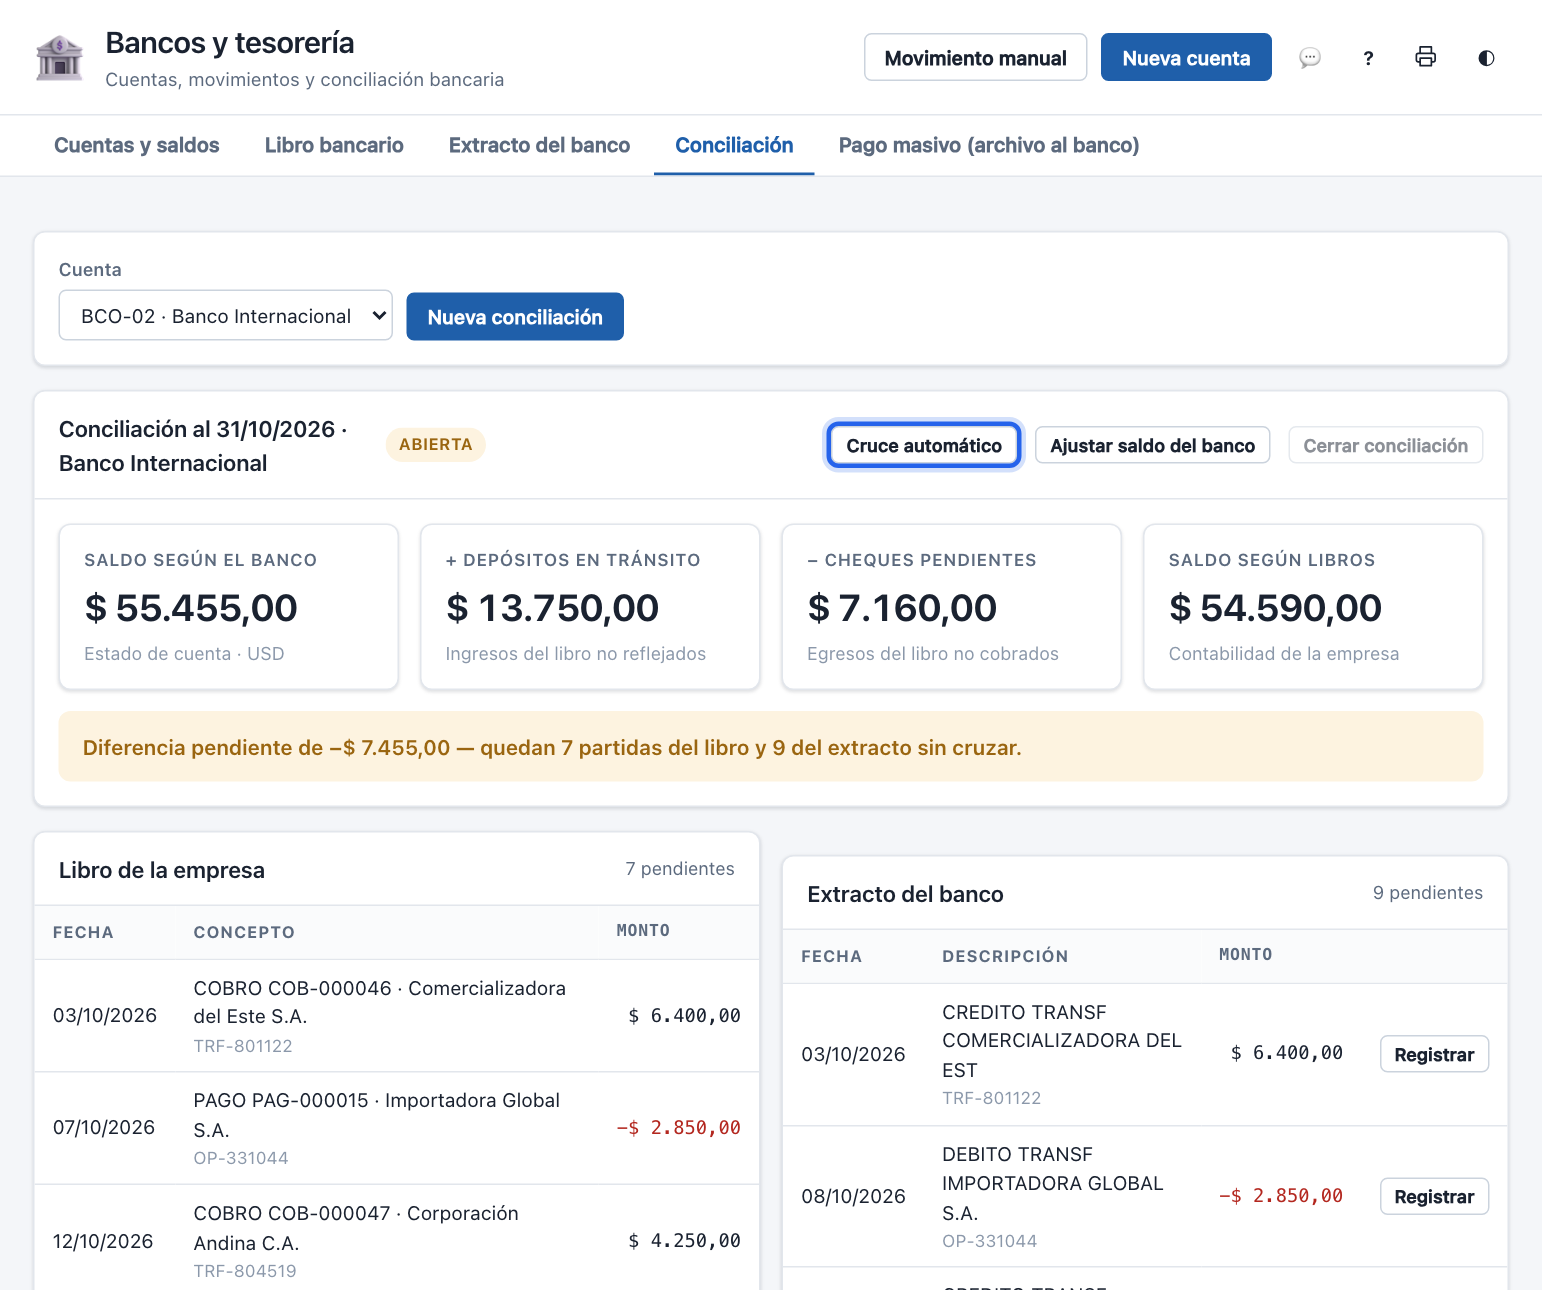 Bancos y tesorería
Cuentas, movimientos y conciliación bancaria
Movimiento manual
Nueva cuenta
?
Cuentas y saldos
Libro bancario
Extracto del banco
Conciliación
Pago masivo (archivo al banco)
Cuenta
BCO-02 · Banco Internacional
Nueva conciliación
Conciliación al 31/10/2026 ·
Banco Internacional
ABIERTA
Cruce automático
Ajustar saldo del banco
Cerrar conciliación
SALDO SEGÚN EL BANCO
$ 55.455,00
Estado de cuenta · USD
+ DEPÓSITOS EN TRÁNSITO
$ 13.750,00
Ingresos del libro no reflejados
– CHEQUES PENDIENTES
$ 7.160,00
Egresos del libro no cobrados
SALDO SEGÚN LIBROS
$ 54.590,00
Contabilidad de la empresa
Diferencia pendiente de –$ 7.455,00 — quedan 7 partidas del libro y 9 del extracto sin cruzar.
Libro de la empresa
7 pendientes
FECHA CONCEPTO MONTO
03/10/2026
COBRO COB-000046 · Comercializadora
del Este S.A.
TRF-801122
$ 6.400,00
07/10/2026
PAGO PAG-000015 · Importadora Global
S.A.
OP-331044
–$ 2.850,00
12/10/2026
COBRO COB-000047 · Corporación
Andina C.A.
TRF-804519
$ 4.250,00
Extracto del banco
9 pendientes
FECHA DESCRIPCIÓN MONTO
03/10/2026
CREDITO TRANSF
COMERCIALIZADORA DEL
EST
TRF-801122
$ 6.400,00
Registrar
08/10/2026
DEBITO TRANSF
IMPORTADORA GLOBAL
S.A.
OP-331044
–$ 2.850,00
Registrar